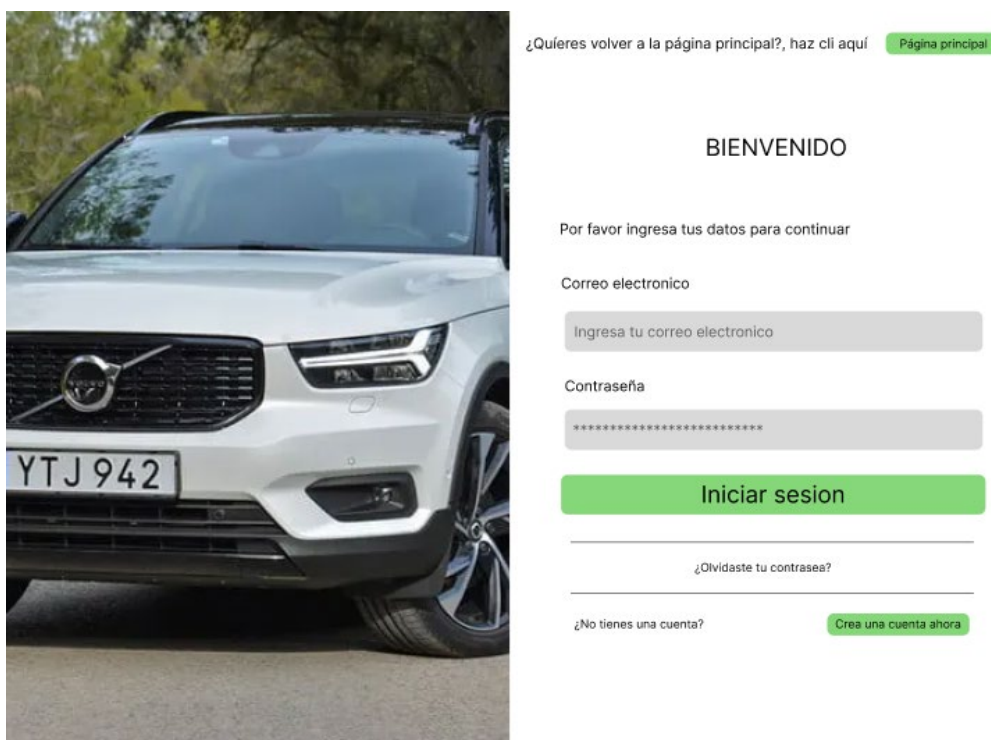 ¿Quíeres volver a la página principal?, haz cli aquí
Página principal
BIENVENIDO
Por favor ingresa tus datos para continuar
Correo electronico
Ingresa tu correo electronico
Contraseña
**************************
Iniciar sesion
¿Olvidaste tu contrasea?
¿No tienes una cuenta?
Crea una cuenta ahora
VOLVO
YTJ 942